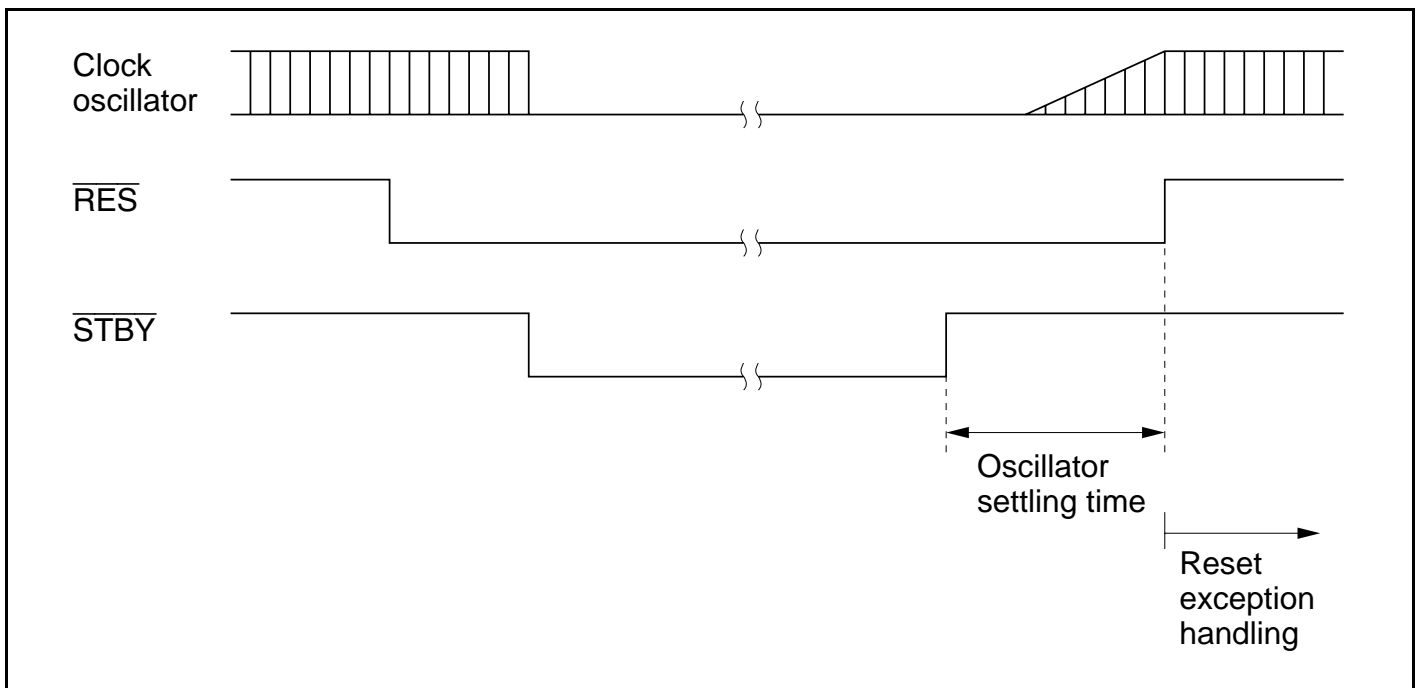 Clock
oscillator
RES
STBY
Oscillator
settling time
Reset
exception
handling